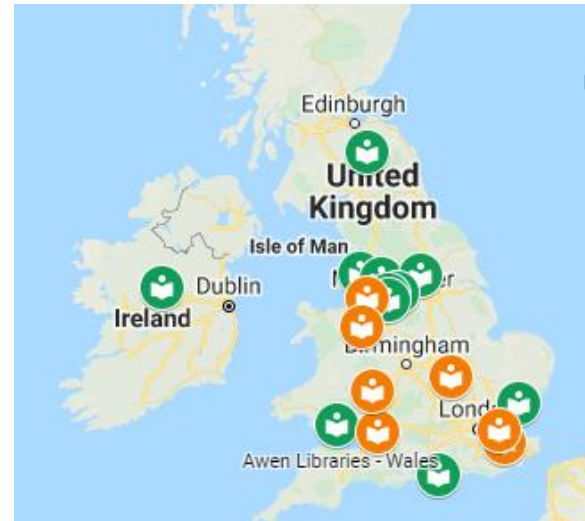 Edinburgh
United
Kingdom
Isle of Man
Dublin
Ireland
Birmingham
Awen Libraries - Wales